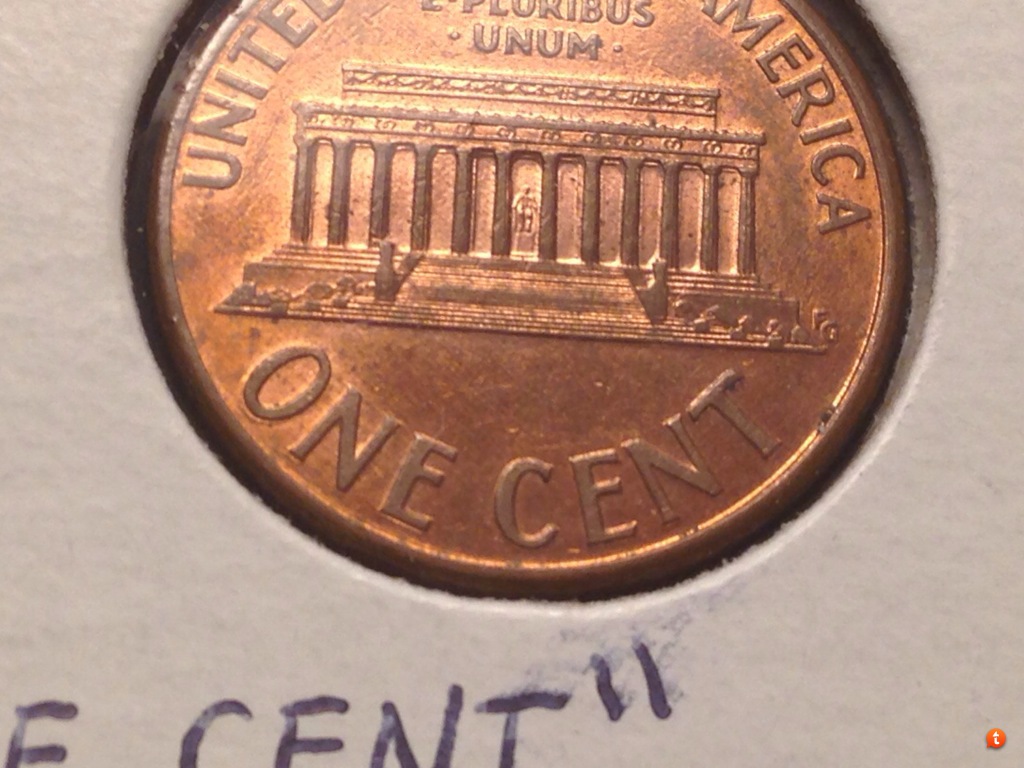 UNITED AMERICA
E·PLURIBUS
·UNUM·
FG
ONE CENT
E CENT"
t